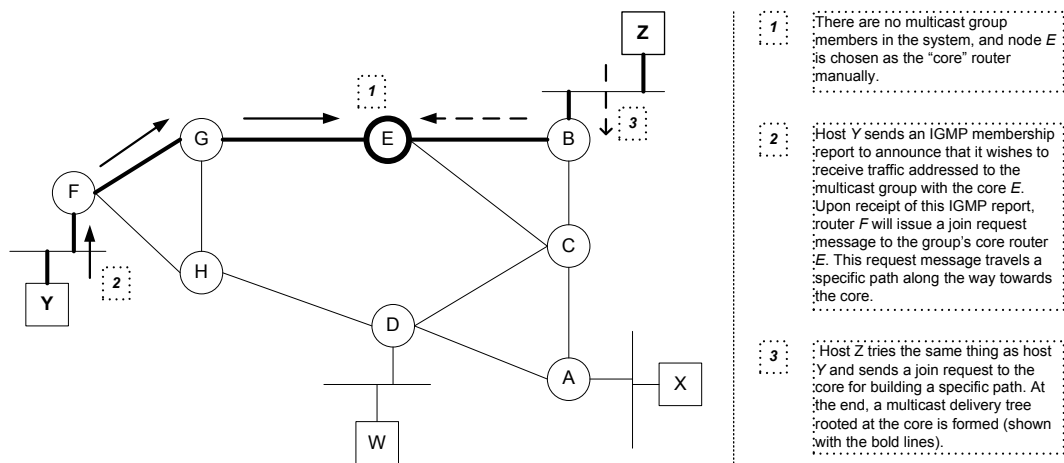 Z
1
G
E
B
3
F
C
H
2
Y
D
A
X
W
1
There are no multicast group
members in the system, and node E
is chosen as the “core” router
manually.
2
Host Y sends an IGMP membership
report to announce that it wishes to
receive traffic addressed to the
multicast group with the core E.
Upon receipt of this IGMP report,
router F will issue a join request
message to the group's core router
E. This request message travels a
specific path along the way towards
the core.
3
Host Z tries the same thing as host
Y and sends a join request to the
core for building a specific path. At
the end, a multicast delivery tree
rooted at the core is formed (shown
with the bold lines).